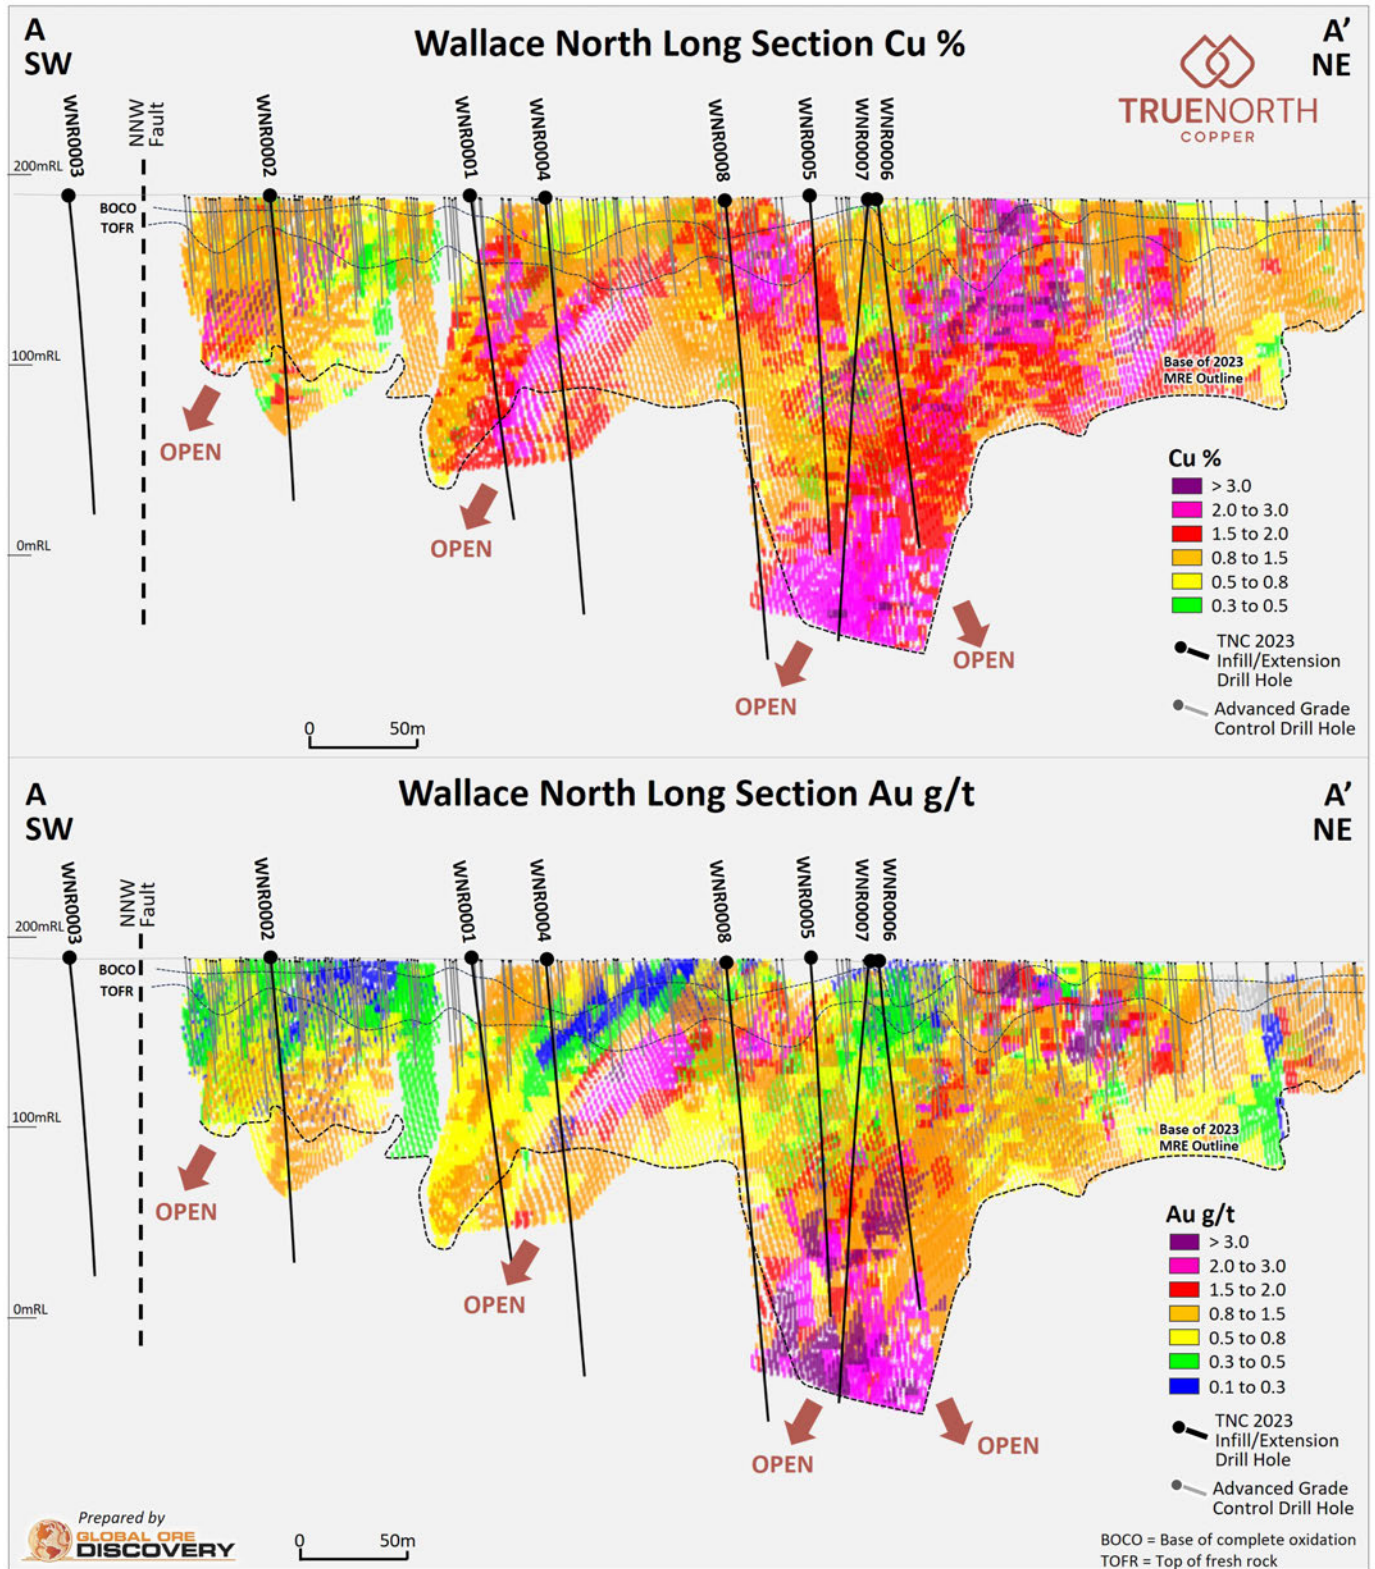 A
SW
Wallace North Long Section Cu %
A'
NE
TRUENORTH
COPPER
WNR0003
NNW
Fault
WNR0002
WNR0001
WNR0004
WNR0008
WNR0005
WNR0007
WNR0006
200mRL
BOCO
TOFR
100mRL
Base of 2023
MRE Outline
OPEN
0mRL
OPEN
OPEN
OPEN
Cu %
> 3.0
2.0 to 3.0
1.5 to 2.0
0.8 to 1.5
0.5 to 0.8
0.3 to 0.5
TNC 2023
Infill/Extension
Drill Hole
Advanced Grade
Control Drill Hole
0 50m
A
SW
Wallace North Long Section Au g/t
A'
NE
WNR0003
NNW
Fault
WNR0002
WNR0001
WNR0004
WNR0008
WNR0005
WNR0007
WNR0006
200mRL
BOCO
TOFR
100mRL
Base of 2023
MRE Outline
OPEN
0mRL
OPEN
OPEN
OPEN
Au g/t
> 3.0
2.0 to 3.0
1.5 to 2.0
0.8 to 1.5
0.5 to 0.8
0.3 to 0.5
0.1 to 0.3
TNC 2023
Infill/Extension
Drill Hole
Advanced Grade
Control Drill Hole
Prepared by
GLOBAL ORE
DISCOVERY
0 50m
BOCO = Base of complete oxidation
TOFR = Top of fresh rock